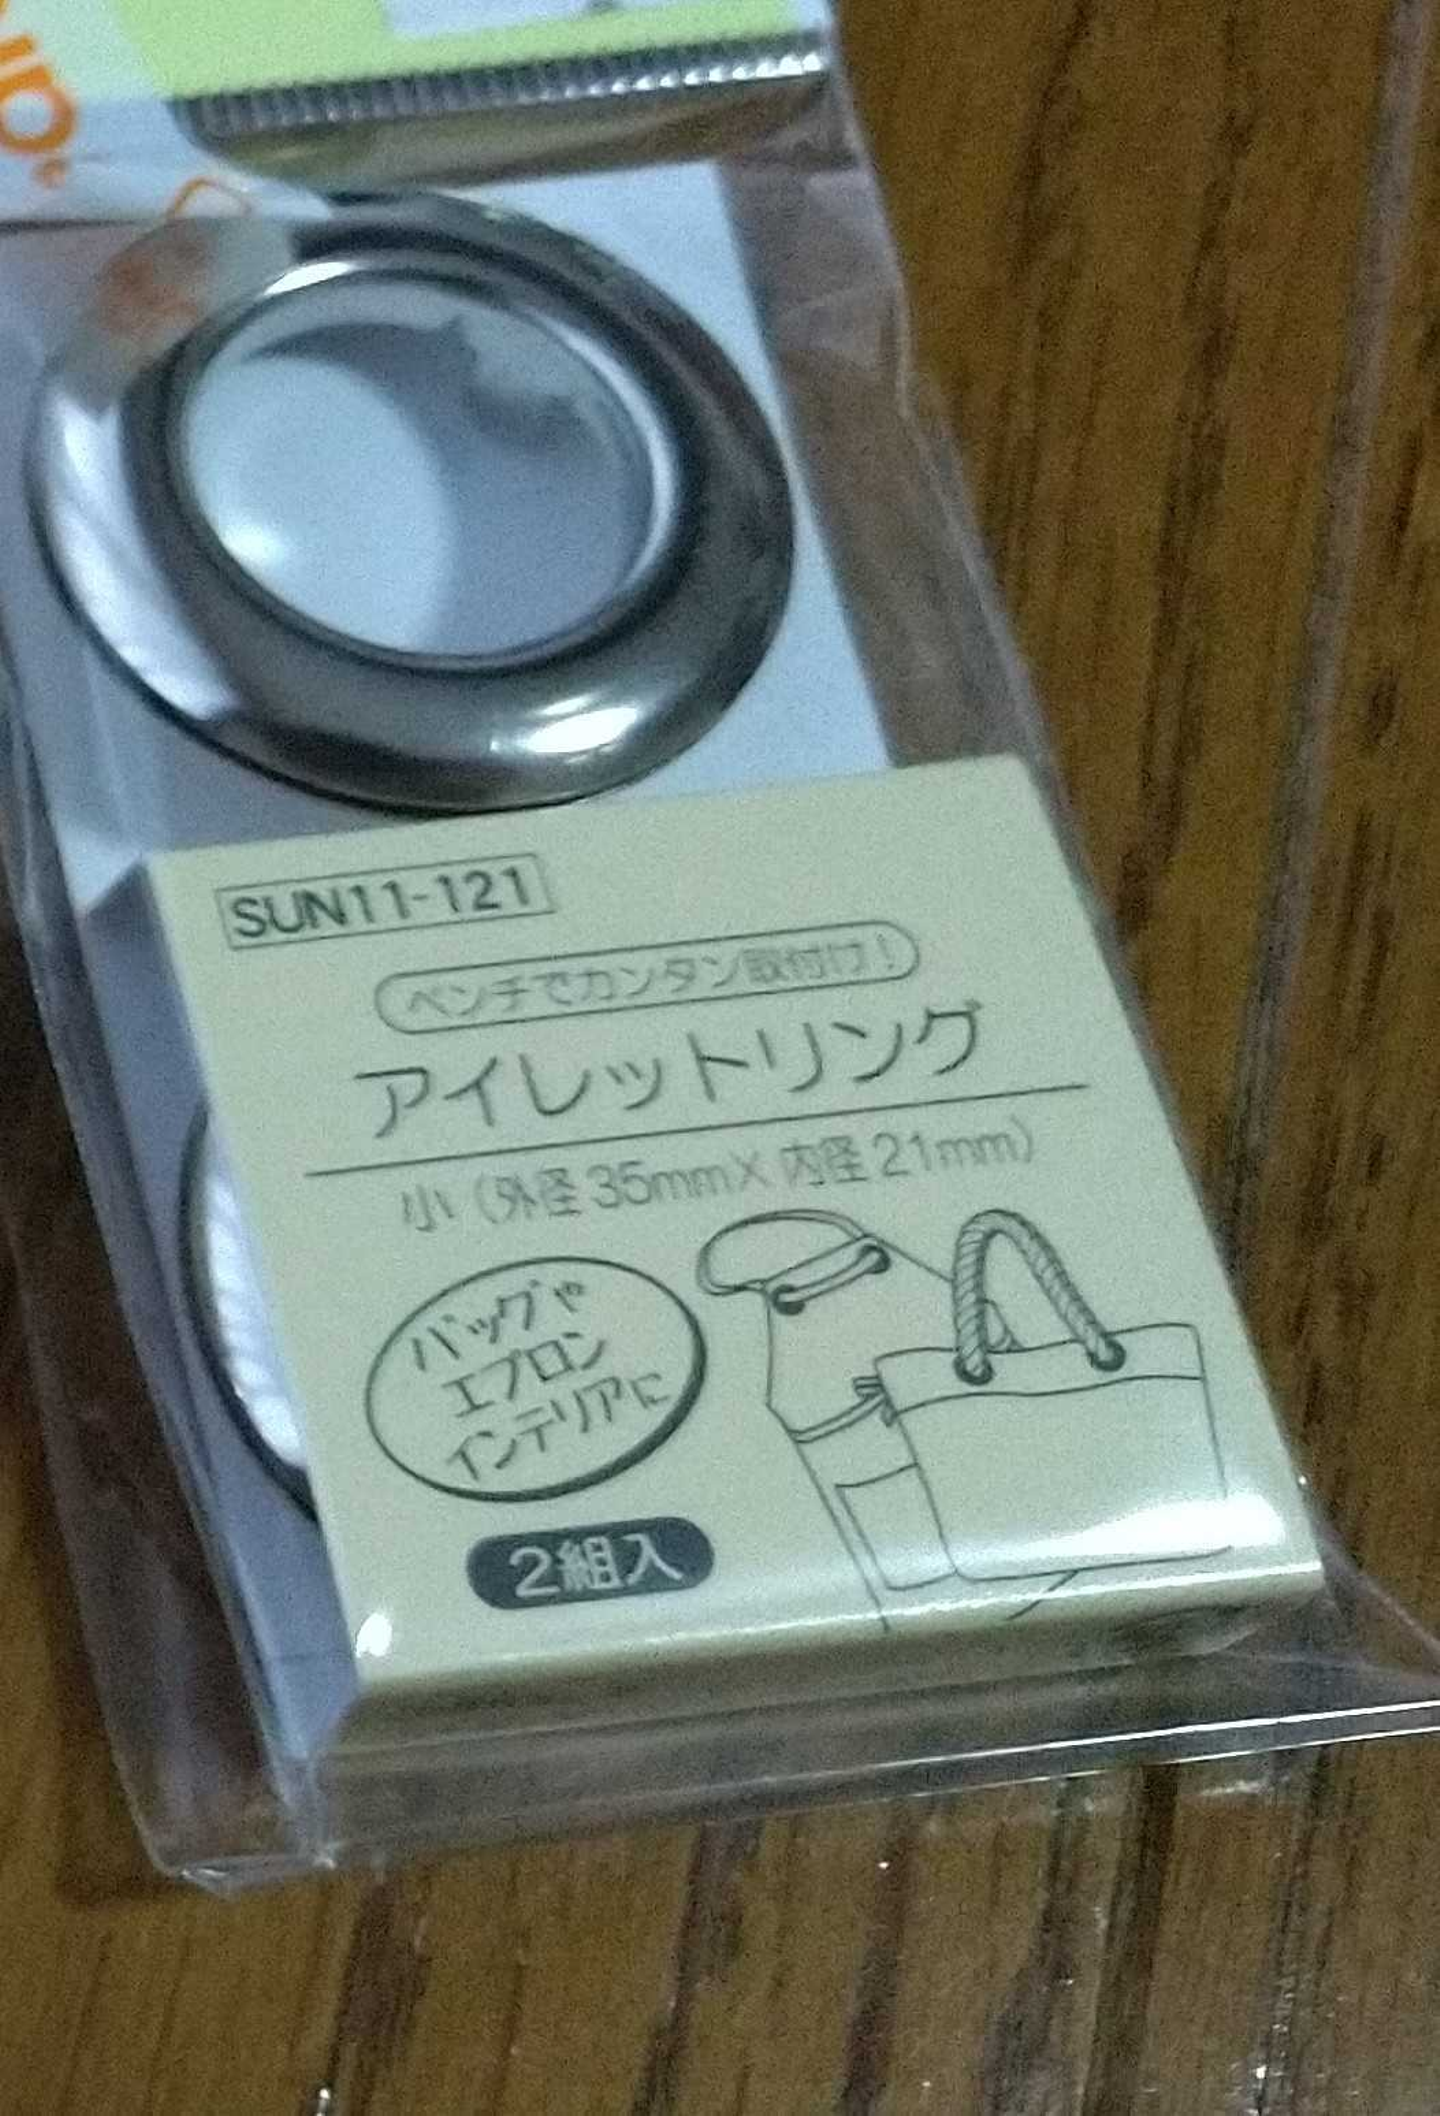 SUN11-121
ペンチでカンタン取付け！
アイレットリング
小（外径35mm×内径21mm）
バッグや
エプロン
インテリアに
2組入